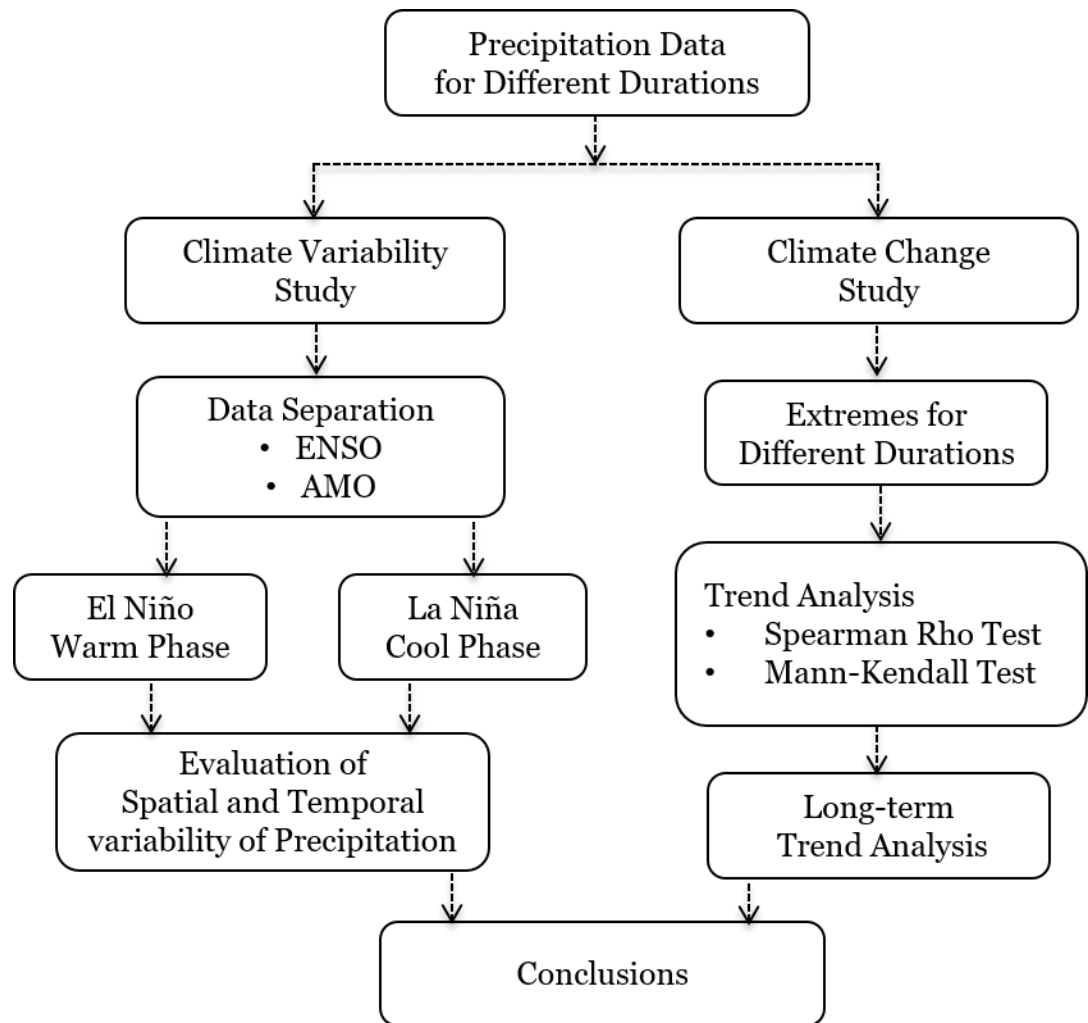 Precipitation Data
for Different Durations
Climate Variability
Study
Climate Change
Study
Data Separation
• ENSO
• AMO
Extremes for
Different Durations
El Niño
Warm Phase
La Niña
Cool Phase
Trend Analysis
• Spearman Rho Test
• Mann-Kendall Test
Evaluation of
Spatial and Temporal
variability of Precipitation
Long-term
Trend Analysis
Conclusions